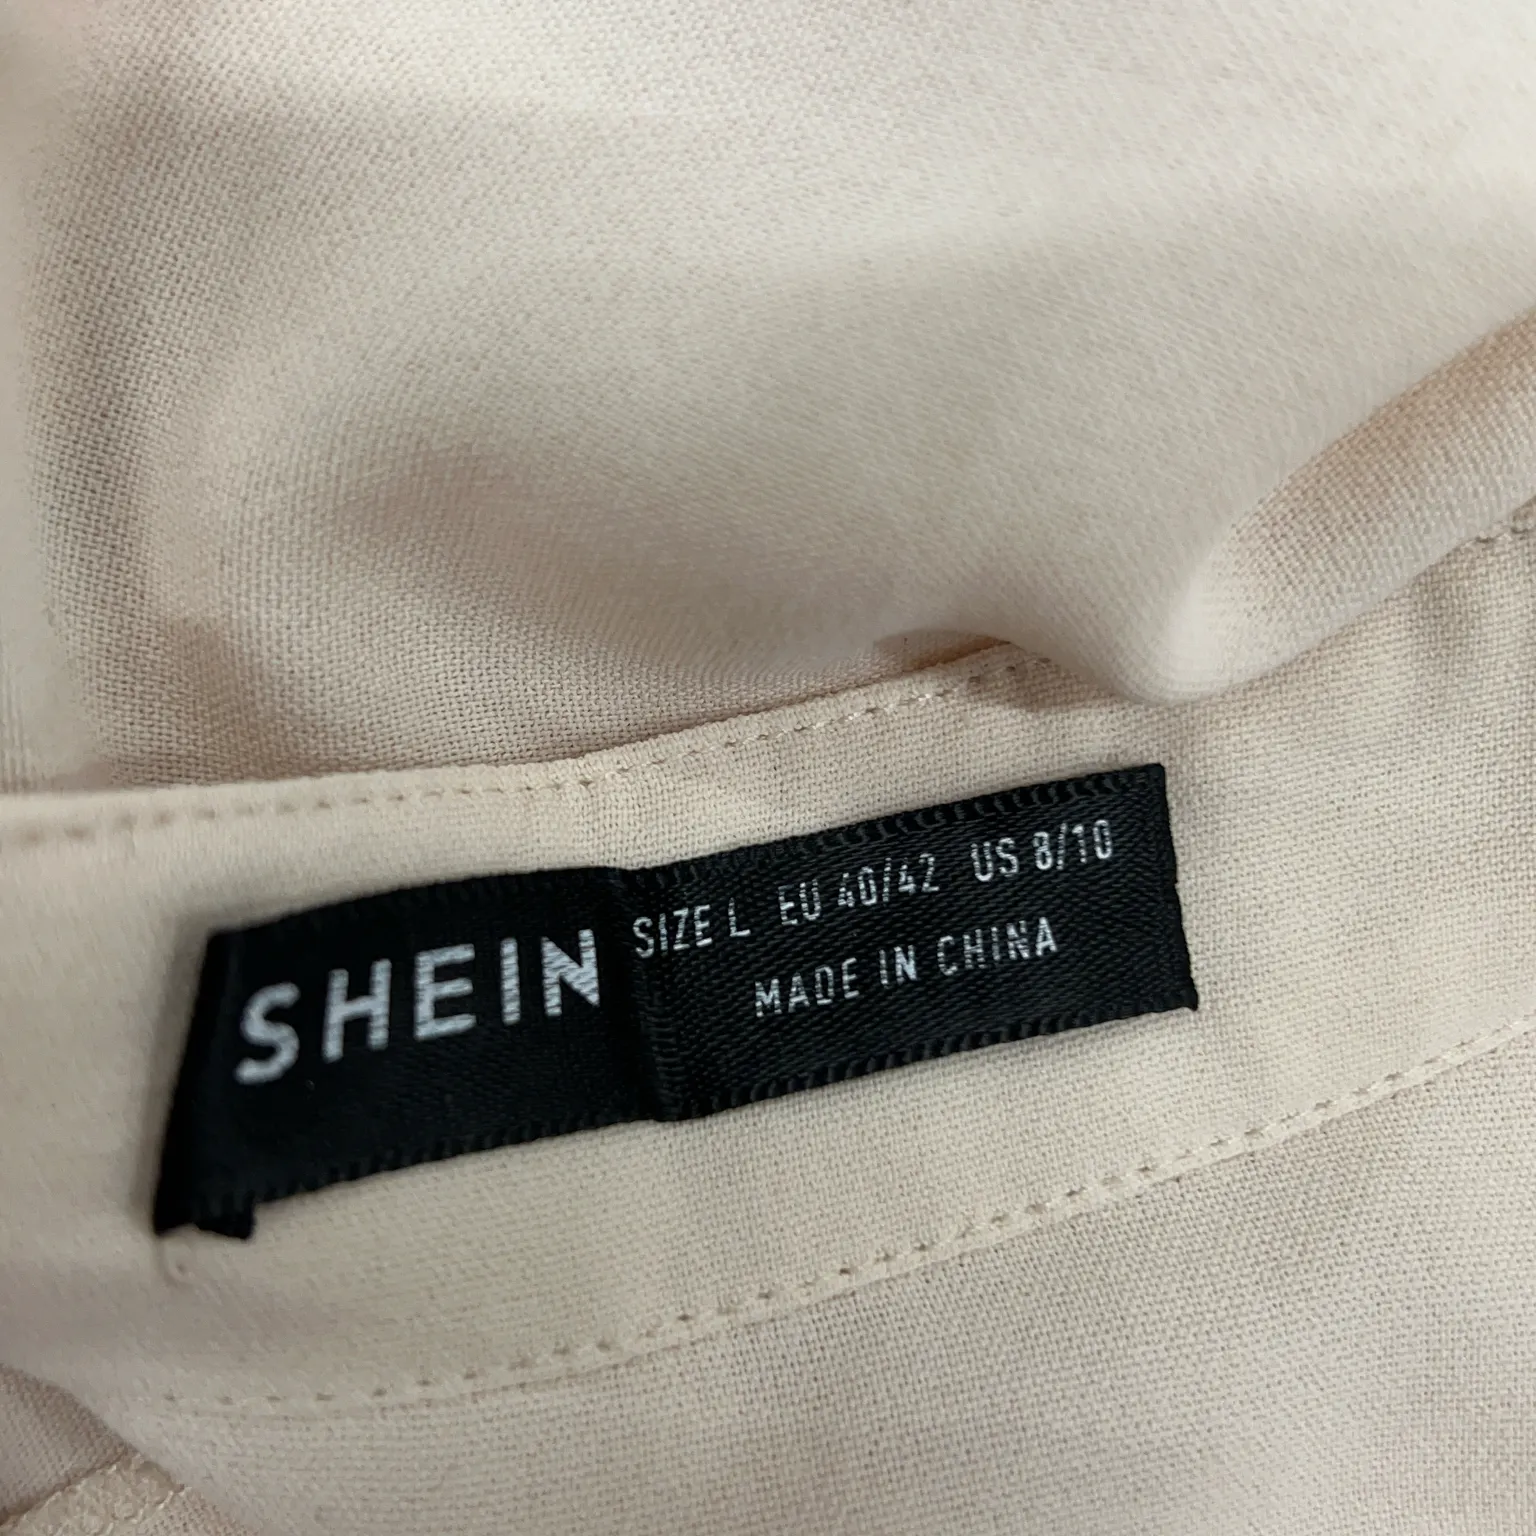 SHEIN
SIZE L EU 40/42 US 8/10
MADE IN CHINA